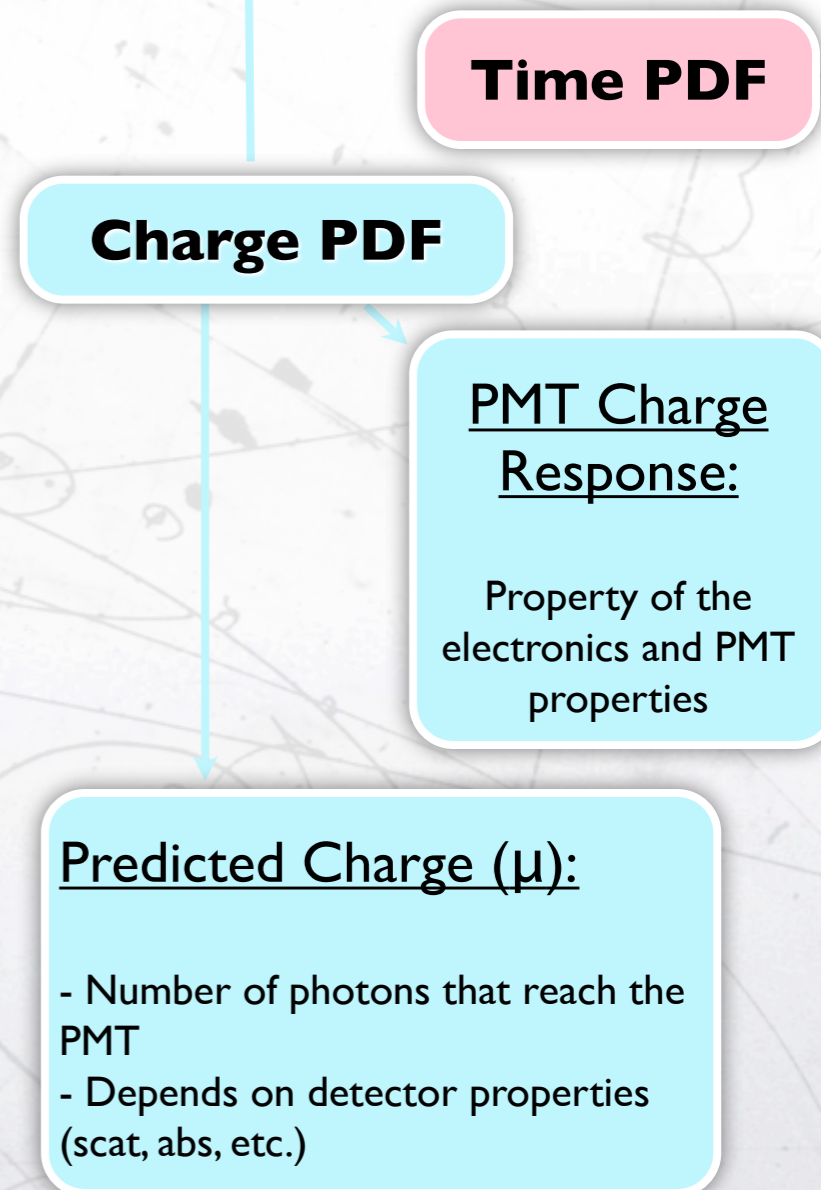 Time PDF
Charge PDF
PMT Charge
Response:
Property of the
electronics and PMT
properties
Predicted Charge (μ):
- Number of photons that reach the
PMT
- Depends on detector properties
(scat, abs, etc.)